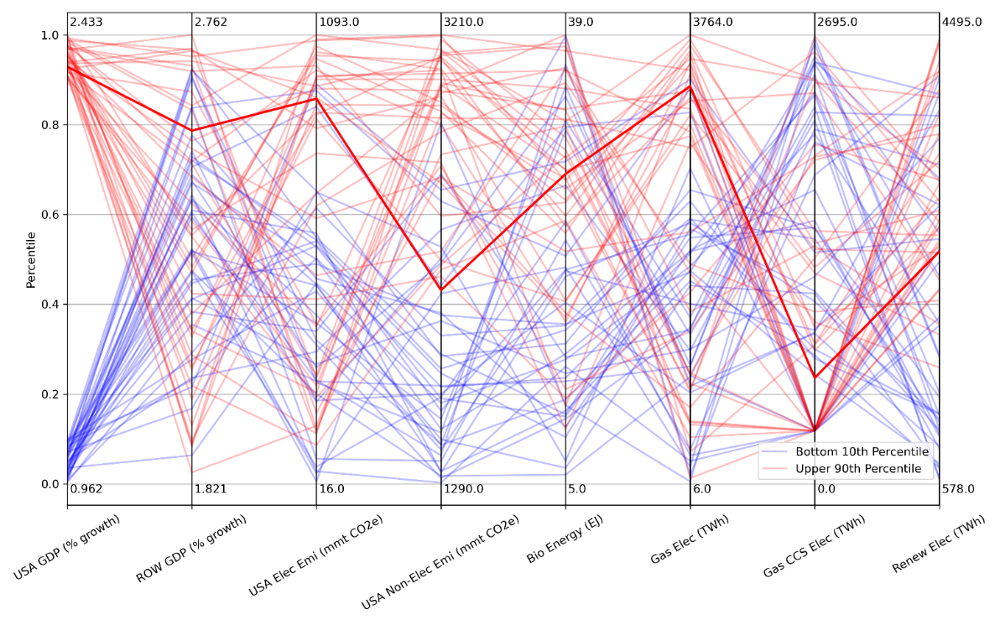 2.433 2.762 1093.0 3210.0 39.0 3764.0 2695.0 4495.0
1.0
0.8
0.6
0.4
0.2
0.0
Percentile
Bottom 10th Percentile
Upper 90th Percentile
0.962 1.821 16.0 1290.0 5.0 6.0 0.0 578.0
USA GDP (% growth)
ROW GDP (% growth)
USA Elec Emi (mmt CO2e)
USA Non-Elec Emi (mmt CO2e)
Bio Energy (EJ)
Gas Elec (TWh)
Gas CCS Elec (TWh)
Renew Elec (TWh)